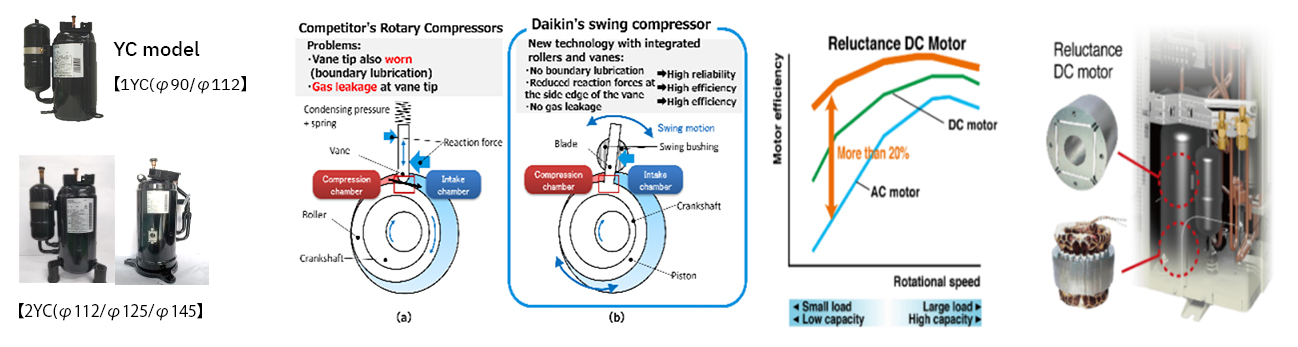 YC model
【1YC(φ90/φ112】
【2YC(φ112/φ125/φ145)】
Competitor's Rotary Compressors
Problems:
・Vane tip also worn
(boundary lubrication)
・Gas leakage at vane tip
Condensing pressure
+ spring
Reaction force
Vane
Compression
chamber
Intake
chamber
Roller
Crankshaft
(a)
Daikin's swing compressor
New technology with integrated
rollers and vanes:
・No boundary lubrication ➡High reliability
・Reduced reaction forces at ➡High efficiency
the side edge of the vane
・No gas leakage ➡High efficiency
Swing motion
Blade
Swing bushing
Compression
chamber
Intake
chamber
Crankshaft
Piston
(b)
Reluctance DC Motor
Motor efficiency
DC motor
More than 20%
AC motor
Rotational speed
◄ Small load Large load ►
◄ Low capacity High capacity ►
Reluctance
DC motor